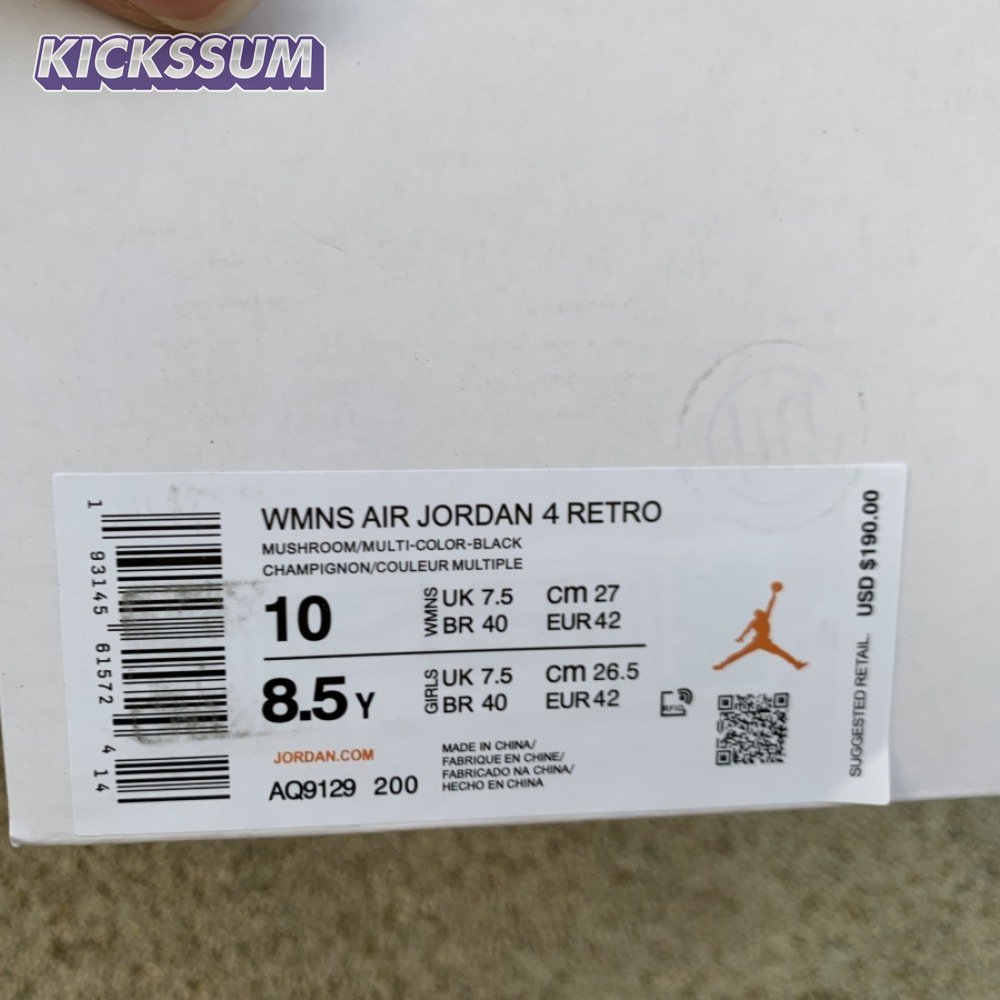 KICKSSUM
WMNS AIR JORDAN 4 RETRO
MUSHROOM/MULTI-COLOR-BLACK
CHAMPIGNON/COULEUR MULTIPLE
10 WMNS UK 7.5 CM 27
BR 40 EUR 42
8.5 Y GIRLS UK 7.5 CM 26.5
BR 40 EUR 42
RFID
JORDAN.COM
AQ9129 200
MADE IN CHINA/
FABRIQUE EN CHINE/
FABRICADO NA CHINA/
HECHO EN CHINA
1 93145 61572 4 14
SUGGESTED RETAIL USD $190.00